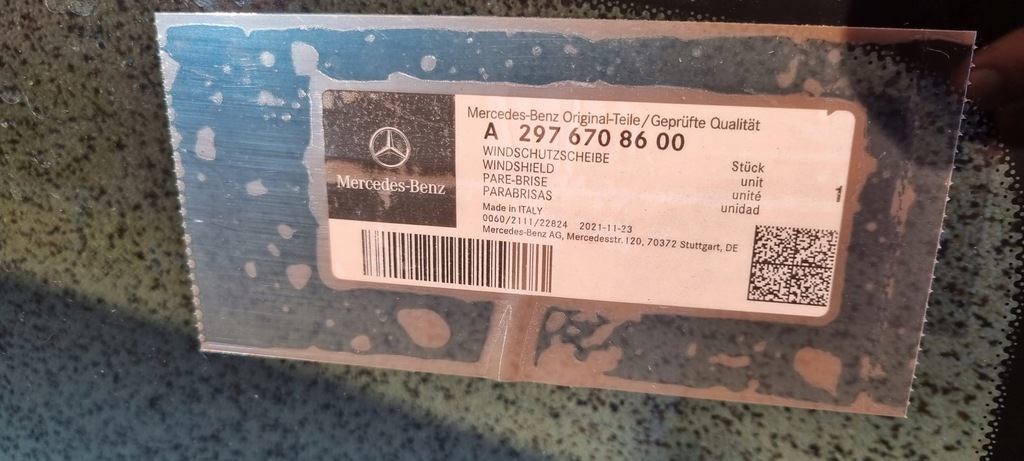 Mercedes-Benz
Mercedes-Benz Original-Teile/Geprüfte Qualität
A 297 670 86 00
WINDSCHUTZSCHEIBE
WINDSHIELD
PARE-BRISE
PARABRISAS
Stück
unit
unité
unidad
1
Made in ITALY
0060/2111/22824 2021-11-23
Mercedes-Benz AG, Mercedesstr.120, 70372 Stuttgart, DE